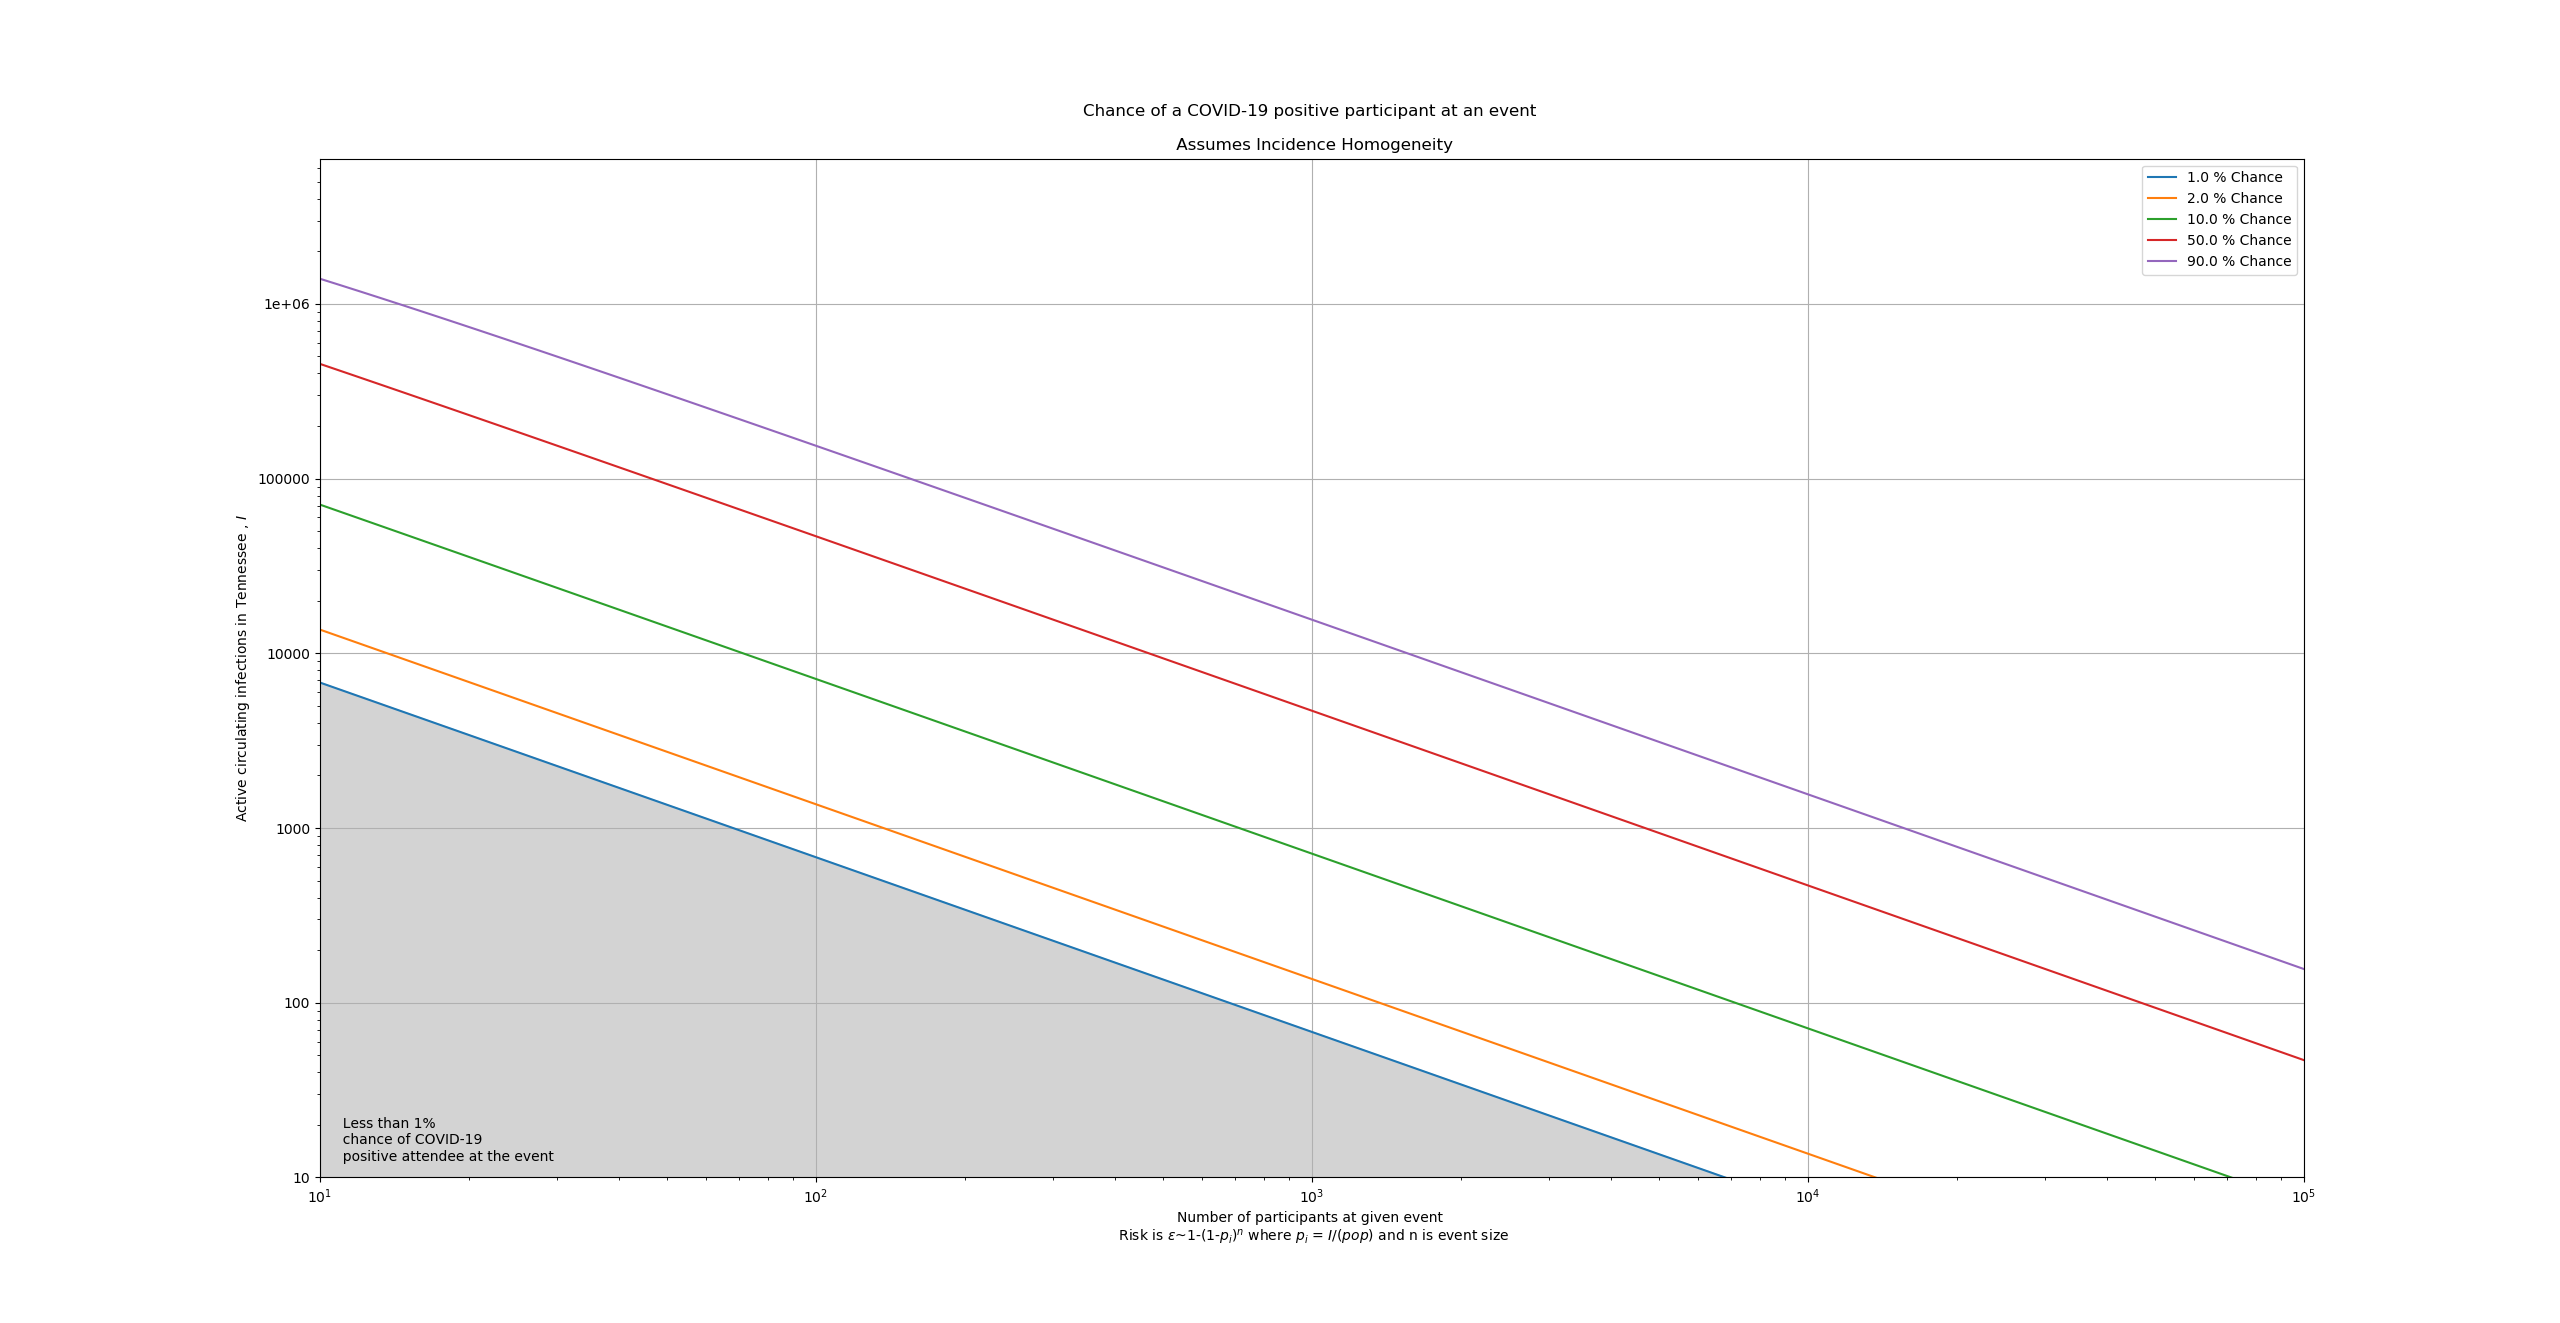 Chance of a COVID-19 positive participant at an event
Assumes Incidence Homogeneity
1.0 % Chance
2.0 % Chance
10.0 % Chance
50.0 % Chance
90.0 % Chance
Active circulating infections in Tennessee , I
1e+06
100000
10000
1000
100
10
Less than 1%
chance of COVID-19
positive attendee at the event
10¹ 10² 10³ 10⁴ 10⁵
Number of participants at given event
Risk is ε~1-(1-pᵢ)ⁿ where pᵢ = I/(pop) and n is event size